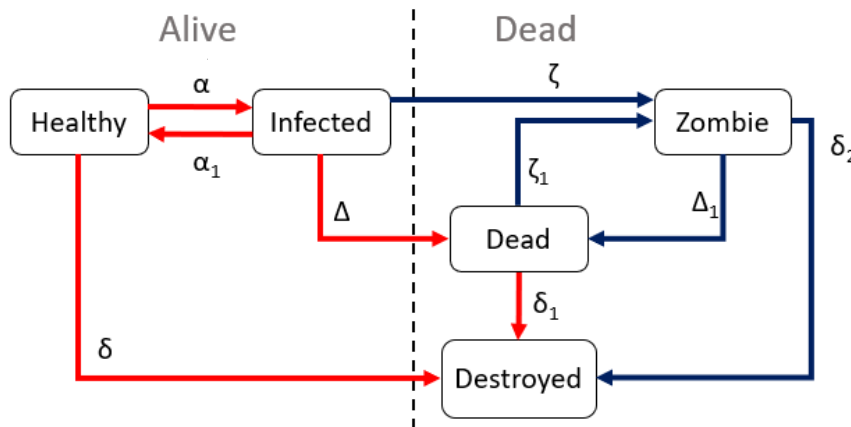 Alive Dead
α ζ
Healthy Infected Zombie
α₁ ζ₁ δ₂
Δ Δ₁
Dead
δ₁
δ
Destroyed